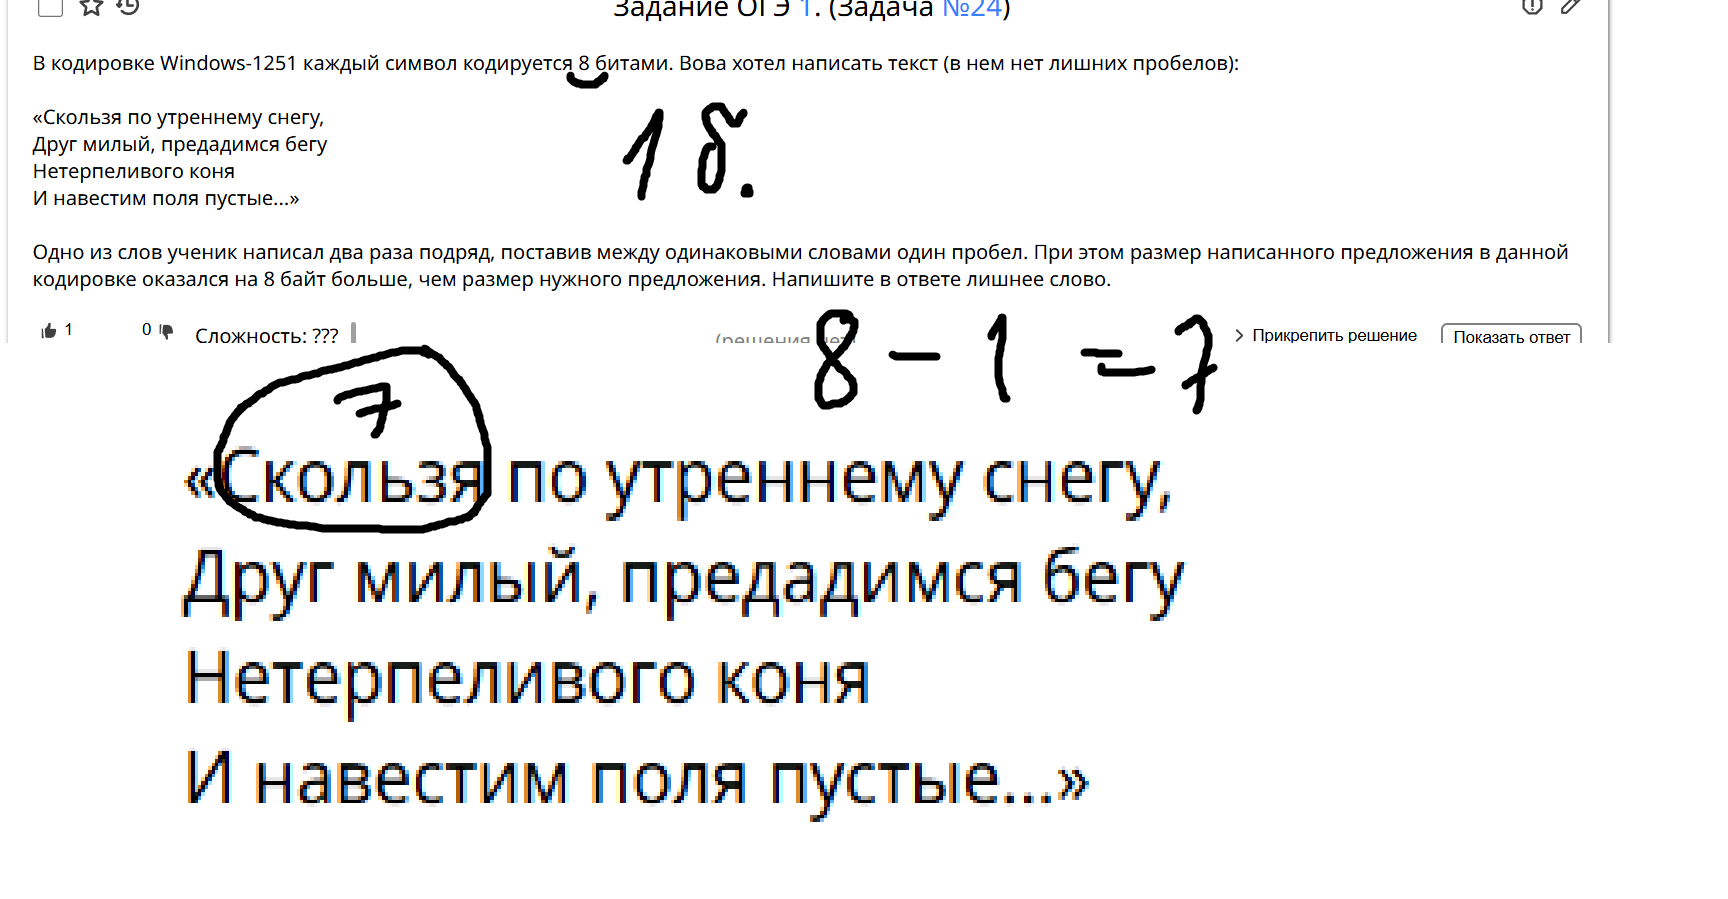 Задание ОГЭ 1. (Задача №24)
В кодировке Windows-1251 каждый символ кодируется 8 битами. Вова хотел написать текст (в нем нет лишних пробелов):
1 б.
«Скользя по утреннему снегу,
Друг милый, предадимся бегу
Нетерпеливого коня
И навестим поля пустые...»
Одно из слов ученик написал два раза подряд, поставив между одинаковыми словами один пробел. При этом размер написанного предложения в данной
кодировке оказался на 8 байт больше, чем размер нужного предложения. Напишите в ответе лишнее слово.
1 0 Сложность: ??? (решения нет) Прикрепить решение Показать ответ
8 - 1 = 7
7
«Скользя по утреннему снегу,
Друг милый, предадимся бегу
Нетерпеливого коня
И навестим поля пустые...»